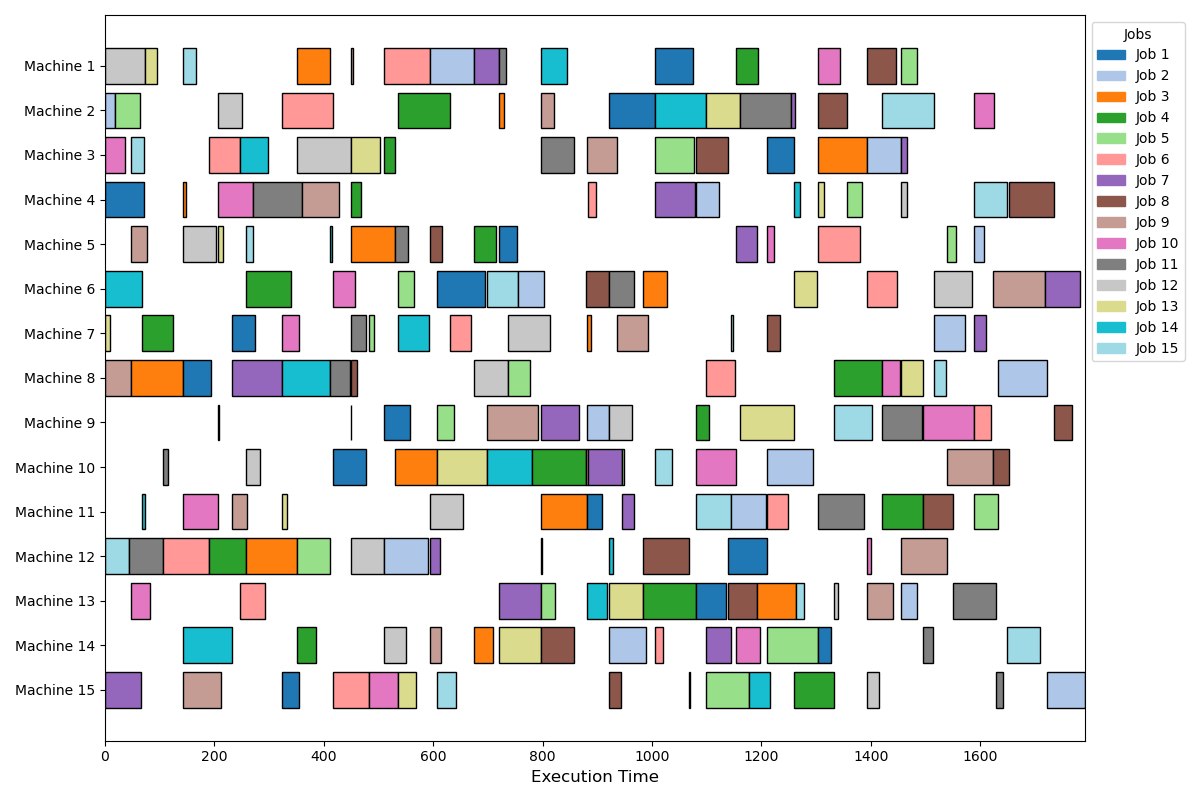 Machine 1
Machine 2
Machine 3
Machine 4
Machine 5
Machine 6
Machine 7
Machine 8
Machine 9
Machine 10
Machine 11
Machine 12
Machine 13
Machine 14
Machine 15
0 200 400 600 800 1000 1200 1400 1600
Execution Time
Jobs
Job 1
Job 2
Job 3
Job 4
Job 5
Job 6
Job 7
Job 8
Job 9
Job 10
Job 11
Job 12
Job 13
Job 14
Job 15